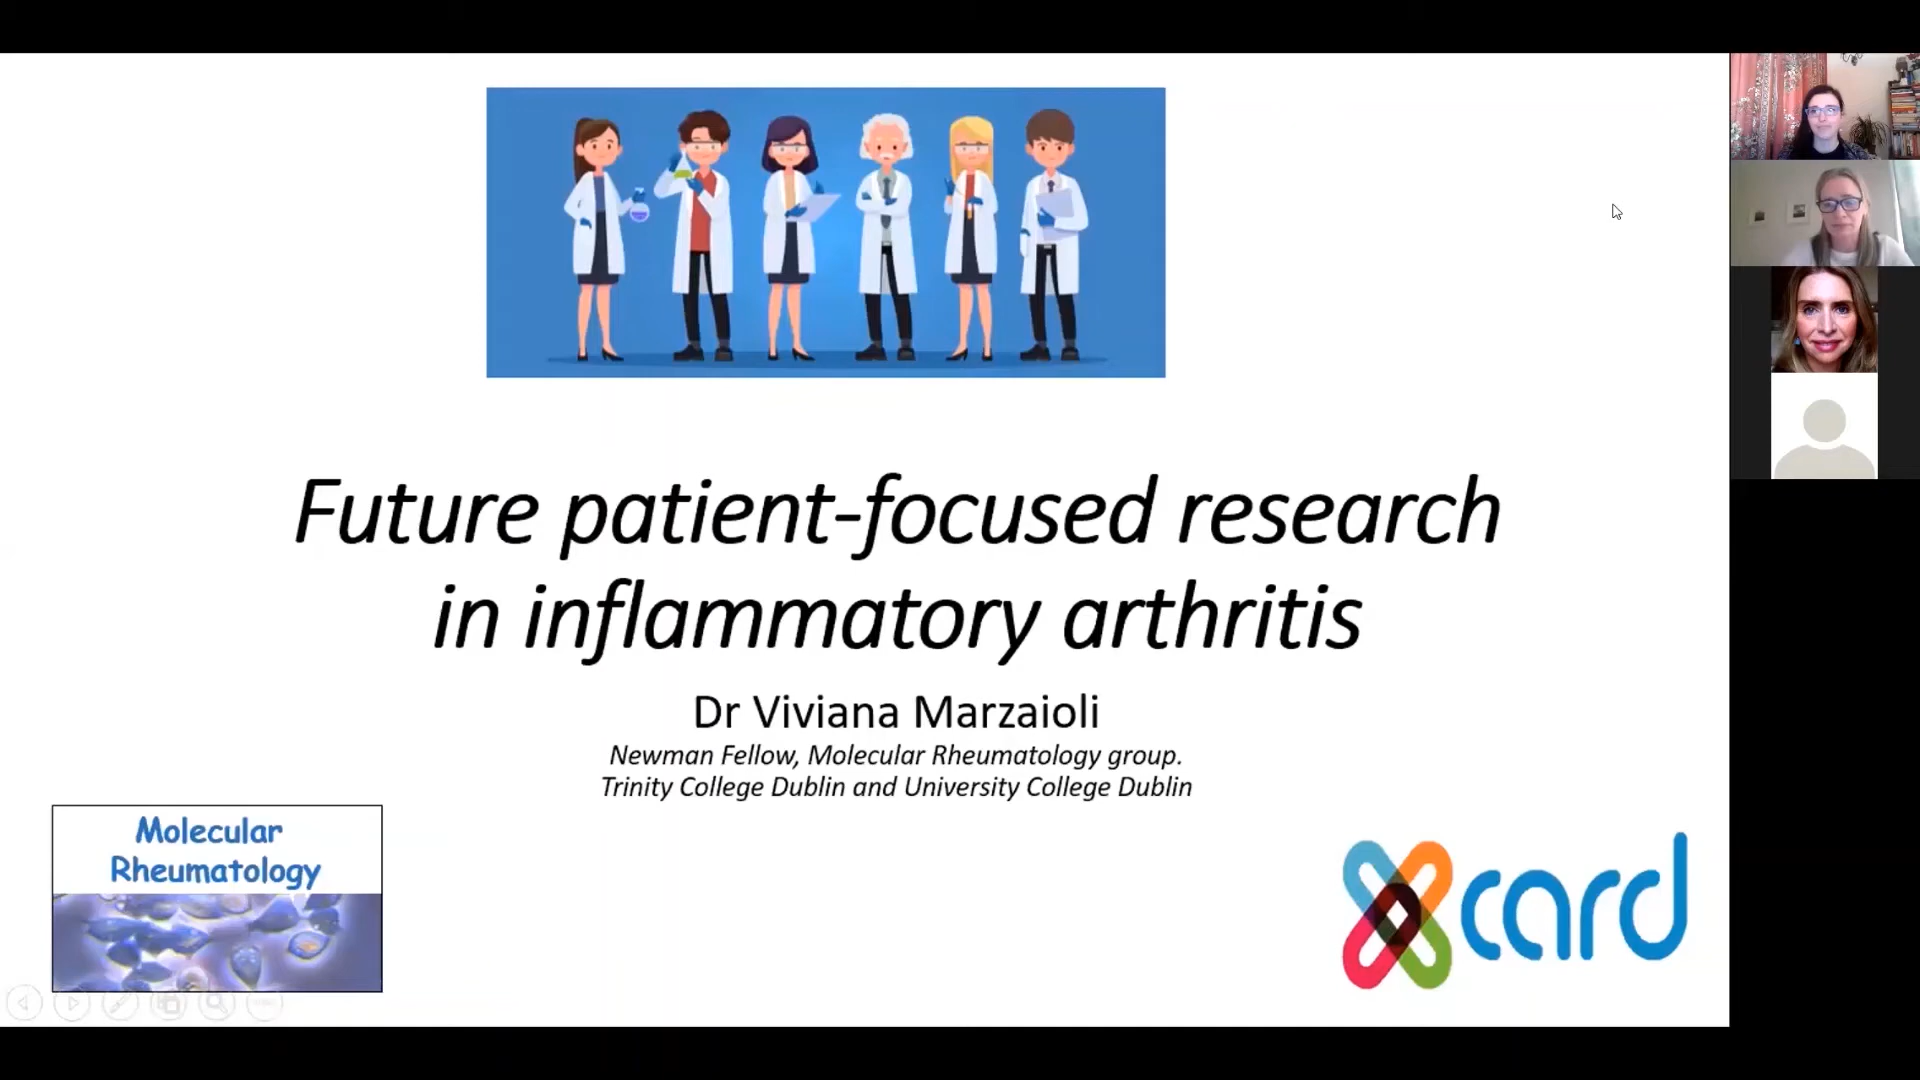 Future patient-focused research
in inflammatory arthritis
Dr Viviana Marzaioli
Newman Fellow, Molecular Rheumatology group.
Trinity College Dublin and University College Dublin
Molecular
Rheumatology
card